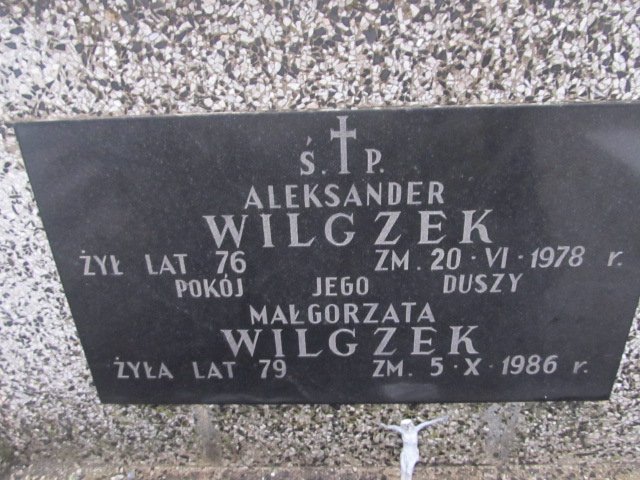 Ś. P.
ALEKSANDER
WILGZEK
ŻYŁ LAT 76 ZM. 20·VI·1978 r.
POKÓJ JEGO DUSZY
MAŁGORZATA
WILGZEK
ŻYŁA LAT 79 ZM. 5·X·1986 r.